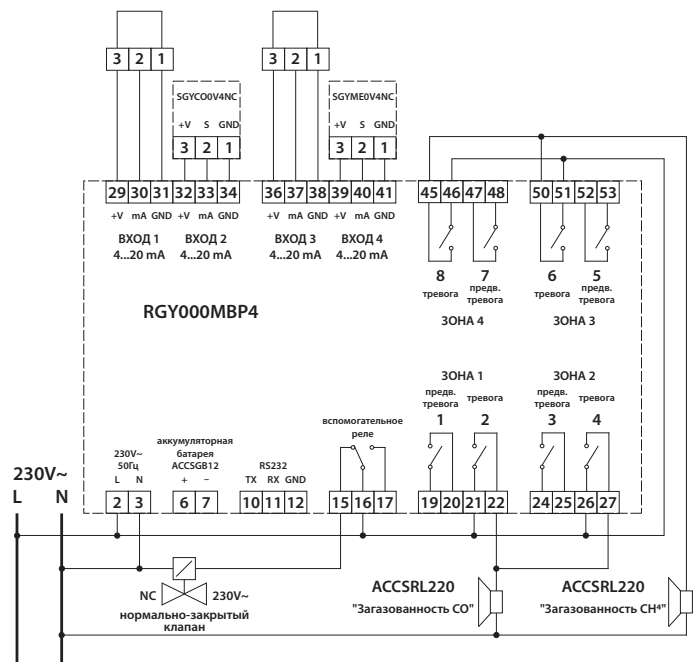 3 2 1 3 2 1
SGYCO0V4NC SGYME0V4NC
+V S GND +V S GND
3 2 1 3 2 1
29 30 31 32 33 34 36 37 38 39 40 41 45 46 47 48 50 51 52 53
+V mA GND +V mA GND +V mA GND +V mA GND
ВХОД 1 ВХОД 2 ВХОД 3 ВХОД 4
4...20 mA 4...20 mA 4...20 mA 4...20 mA
8 7 6 5
тревога предв. тревога тревога предв. тревога
ЗОНА 4 ЗОНА 3
RGY000MBP4
ЗОНА 1 ЗОНА 2
предв. тревога тревога предв. тревога тревога
1 2 3 4
вспомогательное
реле
230V~
50Гц
L N
аккумуляторная
батарея
ACCSGB12
+ –
RS232
TX RX GND
2 3 6 7 10 11 12 15 16 17 19 20 21 22 24 25 26 27
230V~
L N
NC 230V~
нормально-закрытый
клапан
ACCSRL220
"Загазованность СО"
ACCSRL220
"Загазованность СН⁴"